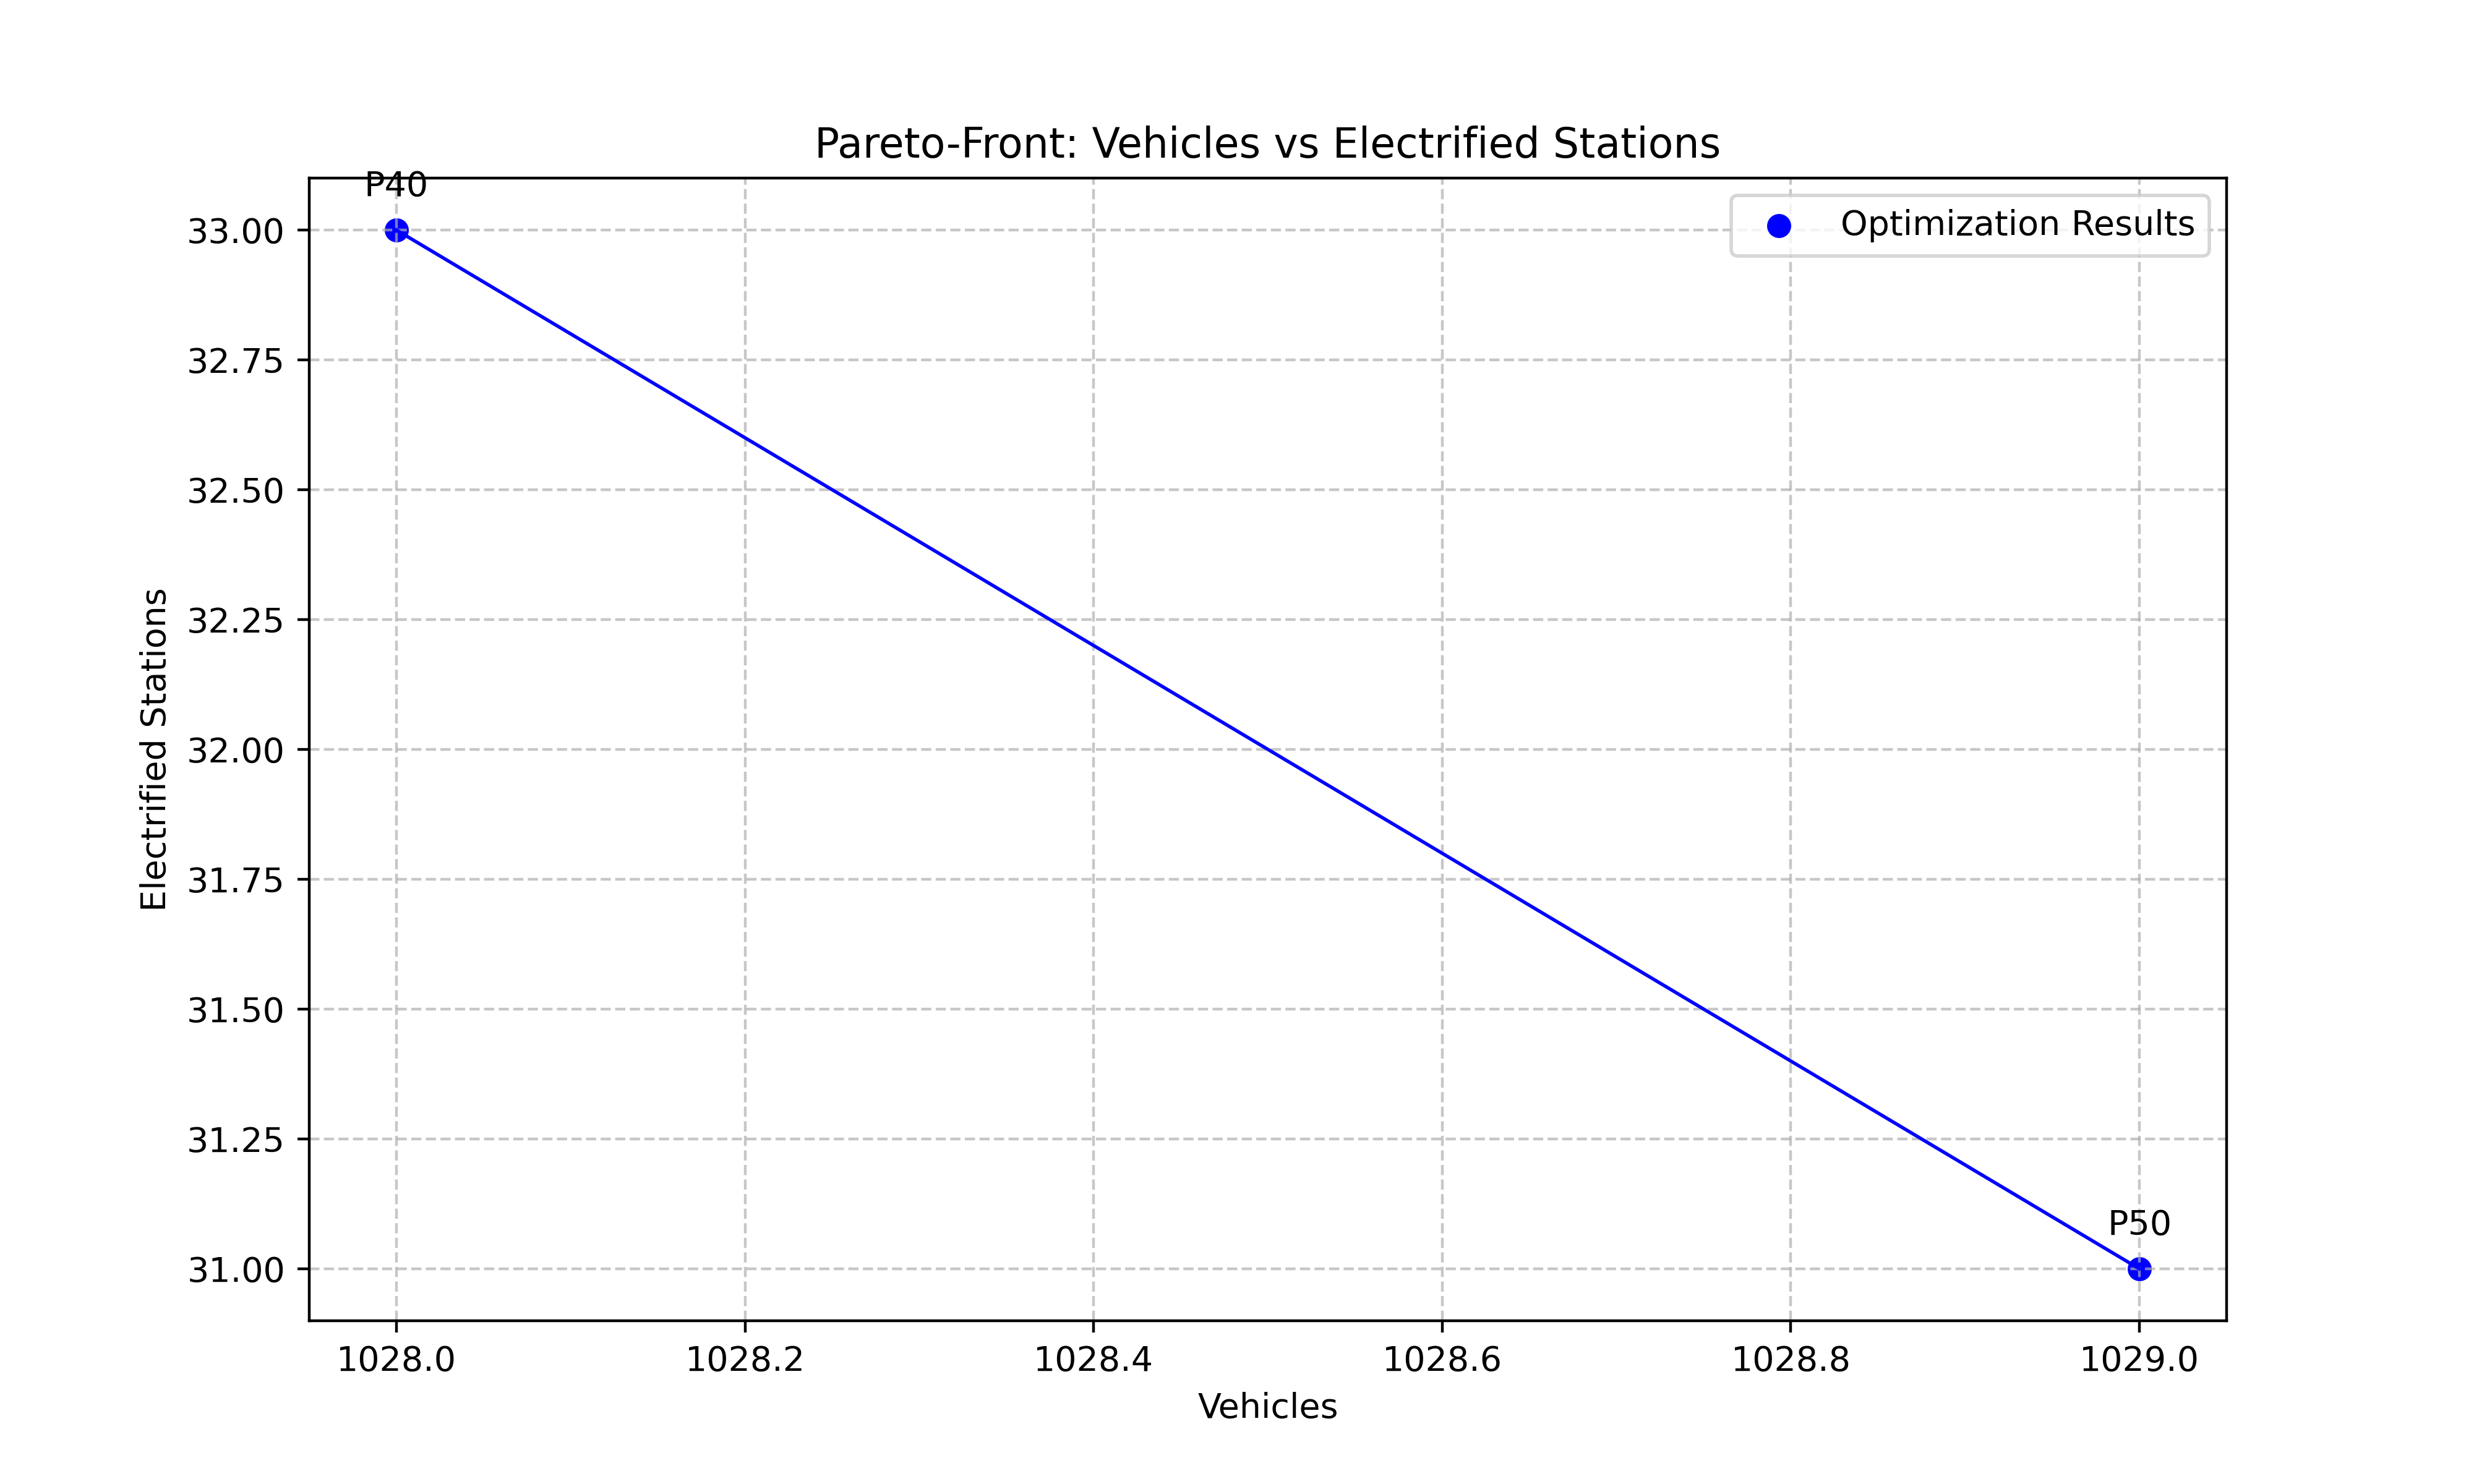 Pareto-Front: Vehicles vs Electrified Stations
P40
Optimization Results
33.00
32.75
32.50
32.25
32.00
31.75
31.50
31.25
31.00
Electrified Stations
P50
1028.0 1028.2 1028.4 1028.6 1028.8 1029.0
Vehicles